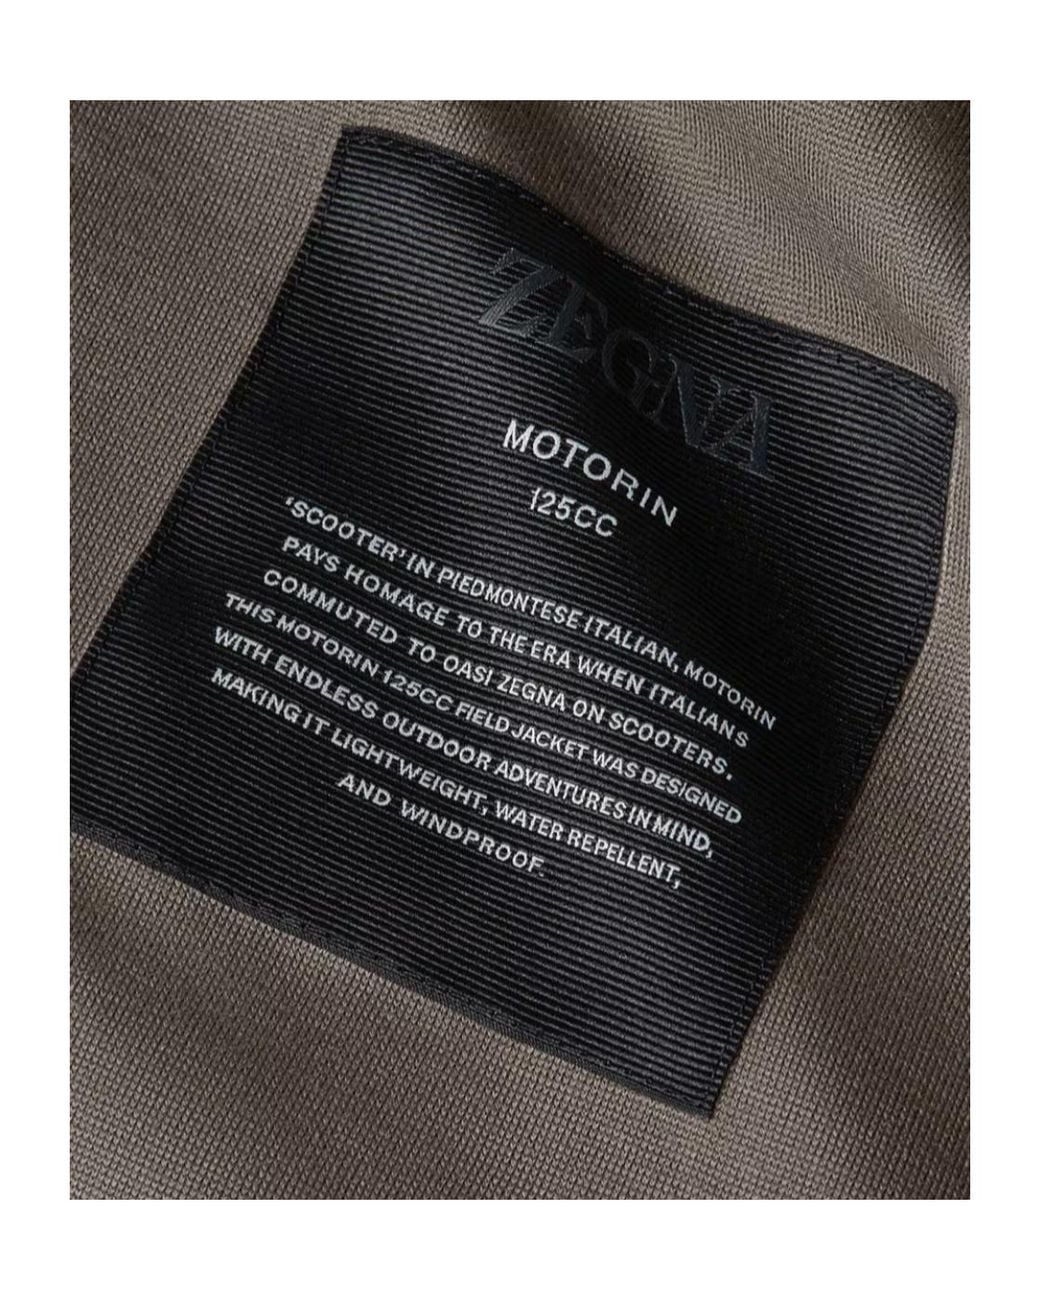 ZEGNA
MOTORIN
125CC
‘SCOOTER’ IN PIEDMONTESE ITALIAN, MOTORIN
PAYS HOMAGE TO THE ERA WHEN ITALIANS
COMMUTED TO OASI ZEGNA ON SCOOTERS.
THIS MOTORIN 125CC FIELD JACKET WAS DESIGNED
WITH ENDLESS OUTDOOR ADVENTURES IN MIND,
MAKING IT LIGHTWEIGHT, WATER REPELLENT,
AND WINDPROOF.